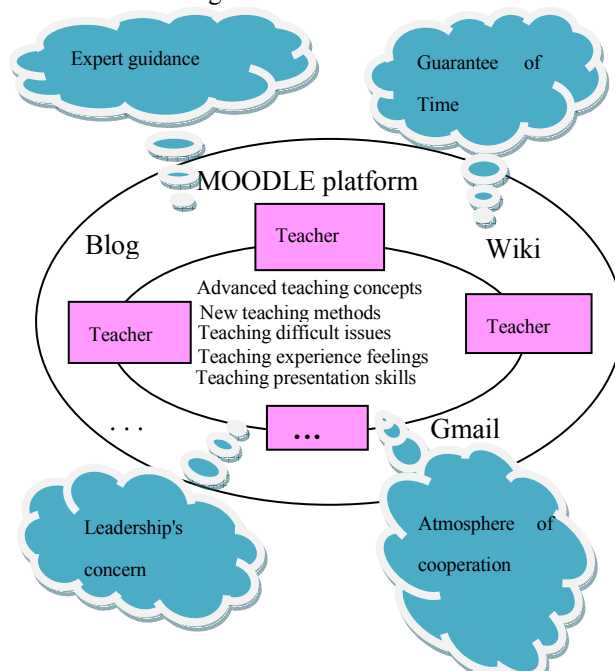 Expert guidance
Guarantee of
Time
MOODLE platform
Blog
Teacher
Wiki
Advanced teaching concepts
New teaching methods
Teacher
Teaching difficult issues
Teacher
Teaching experience feelings
Teaching presentation skills
. . .
...
Gmail
Leadership's
concern
Atmosphere of
cooperation